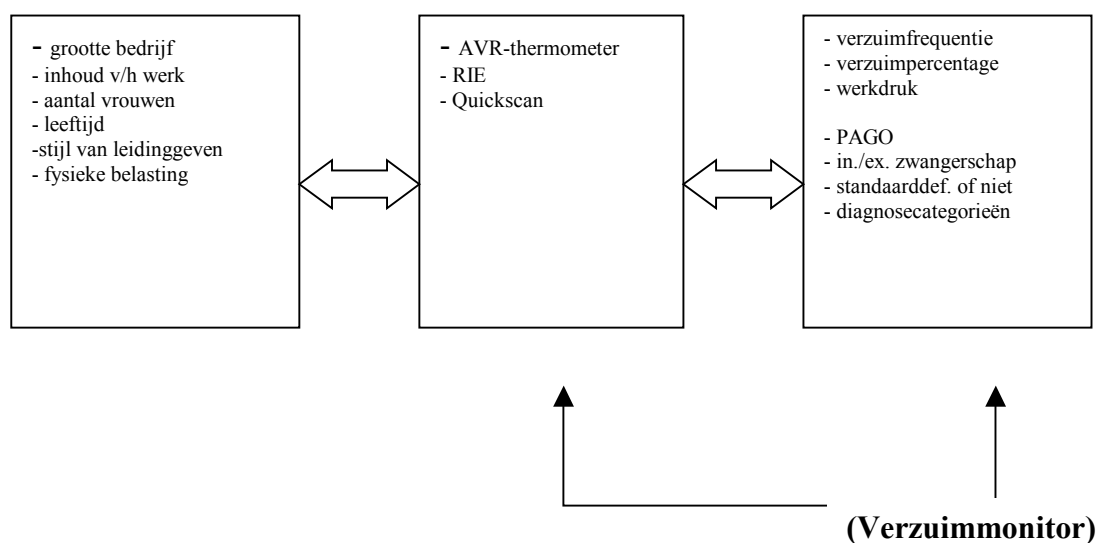 - grootte bedrijf
- inhoud v/h werk
- aantal vrouwen
- leeftijd
-stijl van leidinggeven
- fysieke belasting
- AVR-thermometer
- RIE
- Quickscan
- verzuimfrequentie
- verzuimpercentage
- werkdruk
- PAGO
- in./ex. zwangerschap
- standaarddef. of niet
- diagnosecategorieën
(Verzuimmonitor)